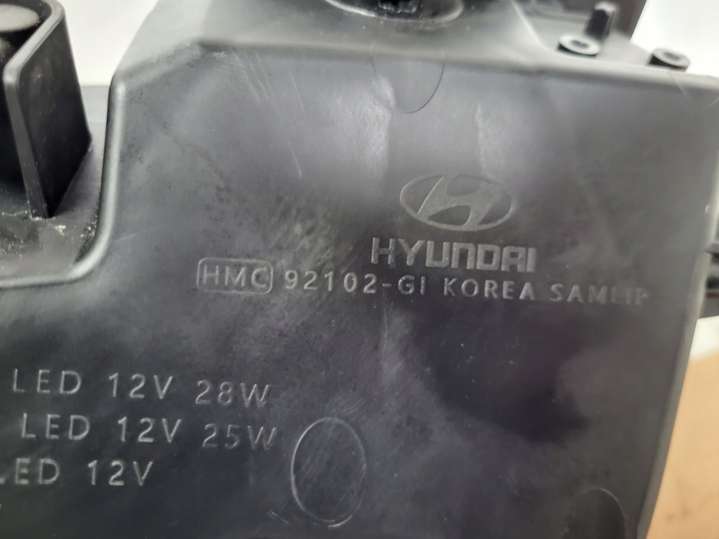 HYUNDAI
HMC 92102-GI KOREA SAMLIP
LED 12V 28W
LED 12V 25W
LED 12V